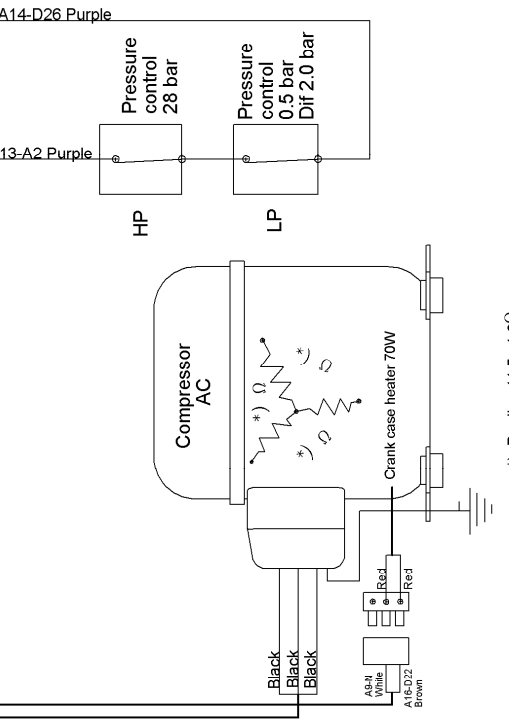 A14-D26 Purple
Pressure
control
28 bar
Pressure
control
0.5 bar
Dif 2.0 bar
13-A2 Purple
HP
LP
Compressor
AC
*) Ω
*) Ω
*) Ω
Crank case heater 70W
Red
Red
Black
Black
Black
A9-N
White
A16-D22
Brown